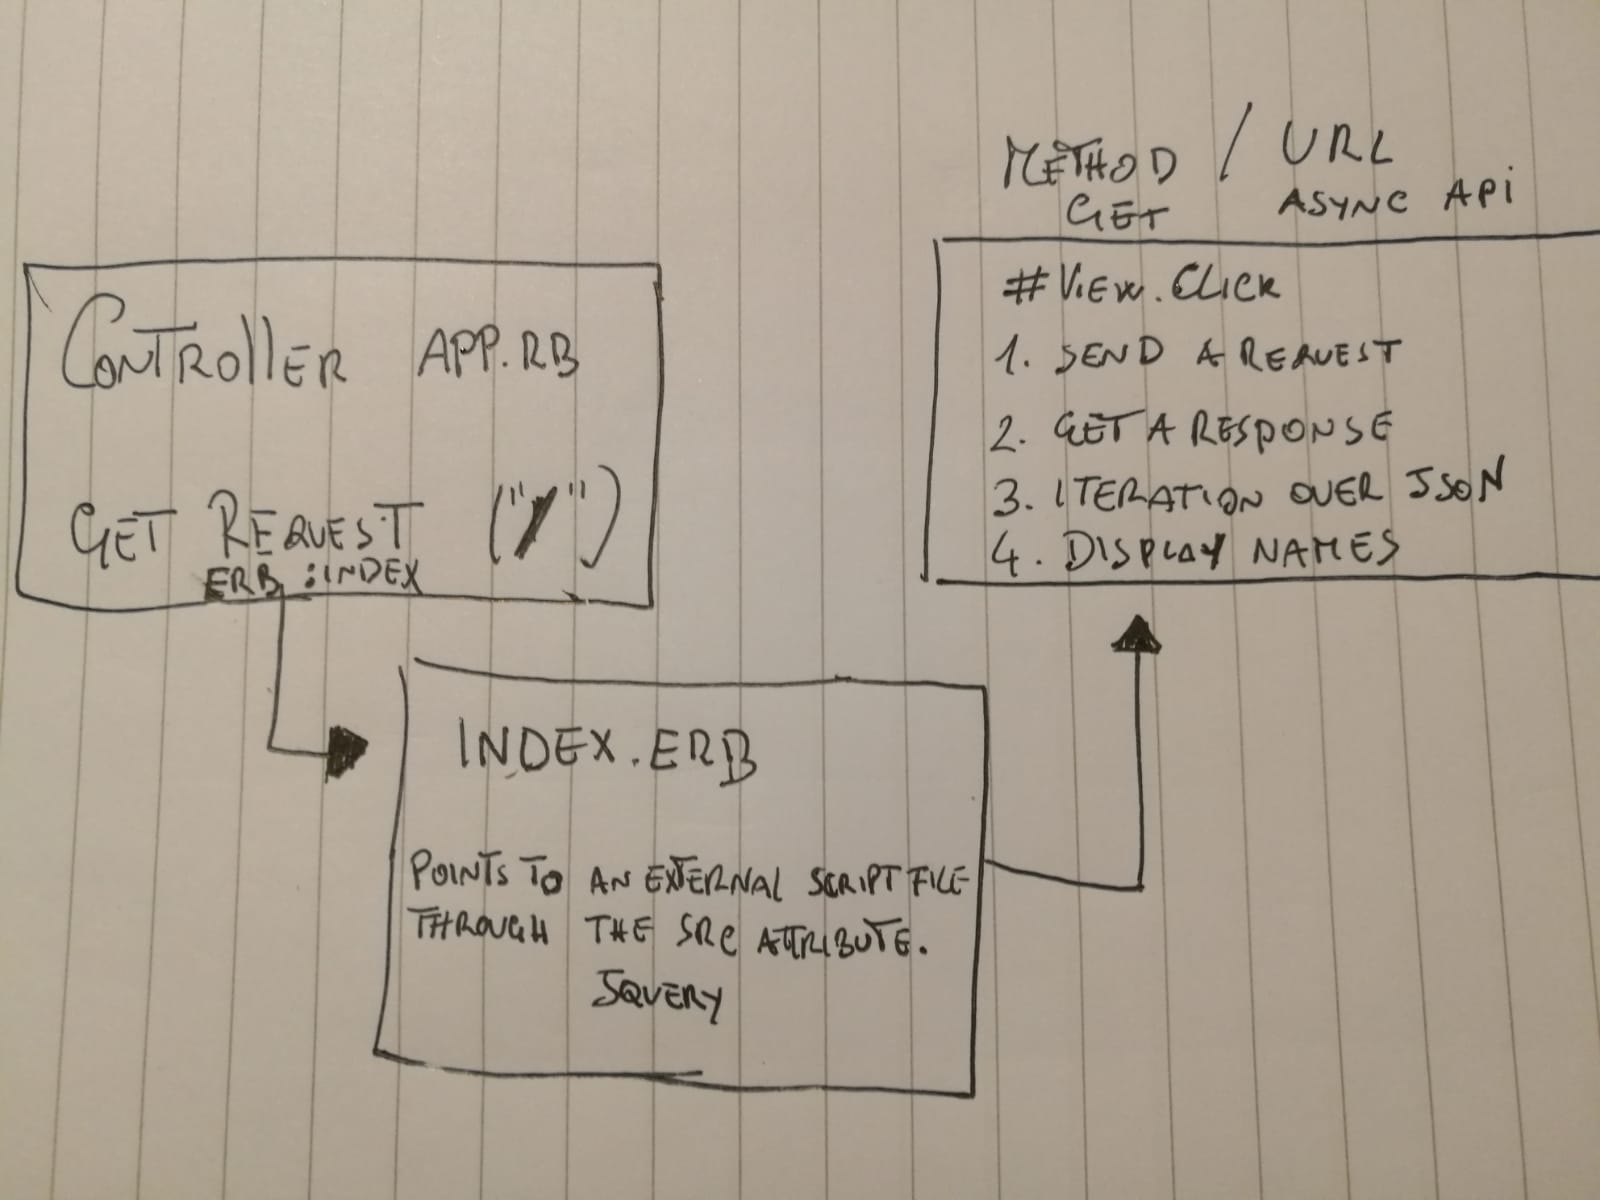 CONTROllER APP.RB
GET REQUEST ("/")
ERB :INDEX
INDEX.ERB
POINTS TO AN EXTERNAL SCRIPT FILE
THROUGH THE SRC ATTRIBUTE.
JQUERY
METHOD / URL
GET ASYNC APi
#VIEW.CLICK
1. SEND A REQUEST
2. GET A RESPONSE
3. ITERATION OVER JSON
4. DISPLAY NAMES